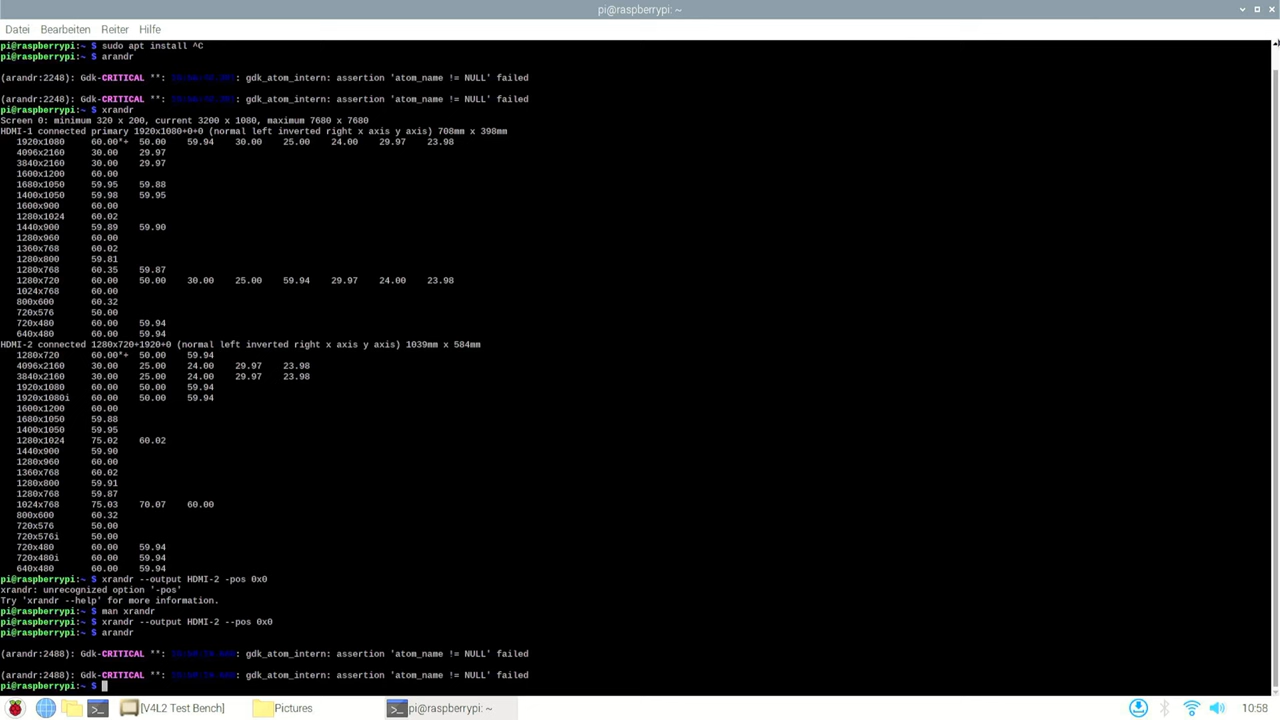 pi@raspberrypi: ~
Datei Bearbeiten Reiter Hilfe
pi@raspberrypi:~ $ sudo apt install ^C
pi@raspberrypi:~ $ arandr
(arandr:2248): Gdk-CRITICAL **: : gdk_atom_intern: assertion 'atom_name != NULL' failed
(arandr:2248): Gdk-CRITICAL **: : gdk_atom_intern: assertion 'atom_name != NULL' failed
pi@raspberrypi:~ $ xrandr
Screen 0: minimum 320 x 200, current 3200 x 1080, maximum 7680 x 7680
HDMI-1 connected primary 1920x1080+0+0 (normal left inverted right x axis y axis) 708mm x 398mm
1920x1080 60.00*+ 50.00 59.94 30.00 25.00 24.00 29.97 23.98
4096x2160 30.00 29.97
3840x2160 30.00 29.97
1600x1200 60.00
1680x1050 59.95 59.88
1400x1050 59.98 59.95
1600x900 60.00
1280x1024 60.02
1440x900 59.89 59.90
1280x960 60.00
1360x768 60.02
1280x800 59.81
1280x768 60.35 59.87
1280x720 60.00 50.00 30.00 25.00 59.94 29.97 24.00 23.98
1024x768 60.00
800x600 60.32
720x576 50.00
720x480 60.00 59.94
640x480 60.00 59.94
HDMI-2 connected 1280x720+1920+0 (normal left inverted right x axis y axis) 1039mm x 584mm
1280x720 60.00*+ 50.00 59.94
4096x2160 30.00 25.00 24.00 29.97 23.98
3840x2160 30.00 25.00 24.00 29.97 23.98
1920x1080 60.00 50.00 59.94
1920x1080i 60.00 50.00 59.94
1600x1200 60.00
1680x1050 59.88
1400x1050 59.95
1280x1024 75.02 60.02
1440x900 59.90
1280x960 60.00
1360x768 60.02
1280x800 59.91
1280x768 59.87
1024x768 75.03 70.07 60.00
800x600 60.32
720x576 50.00
720x576i 50.00
720x480 60.00 59.94
720x480i 60.00 59.94
640x480 60.00 59.94
pi@raspberrypi:~ $ xrandr --output HDMI-2 -pos 0x0
xrandr: unrecognized option '-pos'
Try 'xrandr --help' for more information.
pi@raspberrypi:~ $ man xrandr
pi@raspberrypi:~ $ xrandr --output HDMI-2 --pos 0x0
pi@raspberrypi:~ $ arandr
(arandr:2488): Gdk-CRITICAL **: : gdk_atom_intern: assertion 'atom_name != NULL' failed
(arandr:2488): Gdk-CRITICAL **: : gdk_atom_intern: assertion 'atom_name != NULL' failed
pi@raspberrypi:~ $
[V4L2 Test Bench] Pictures pi@raspberrypi: ~ 10:58